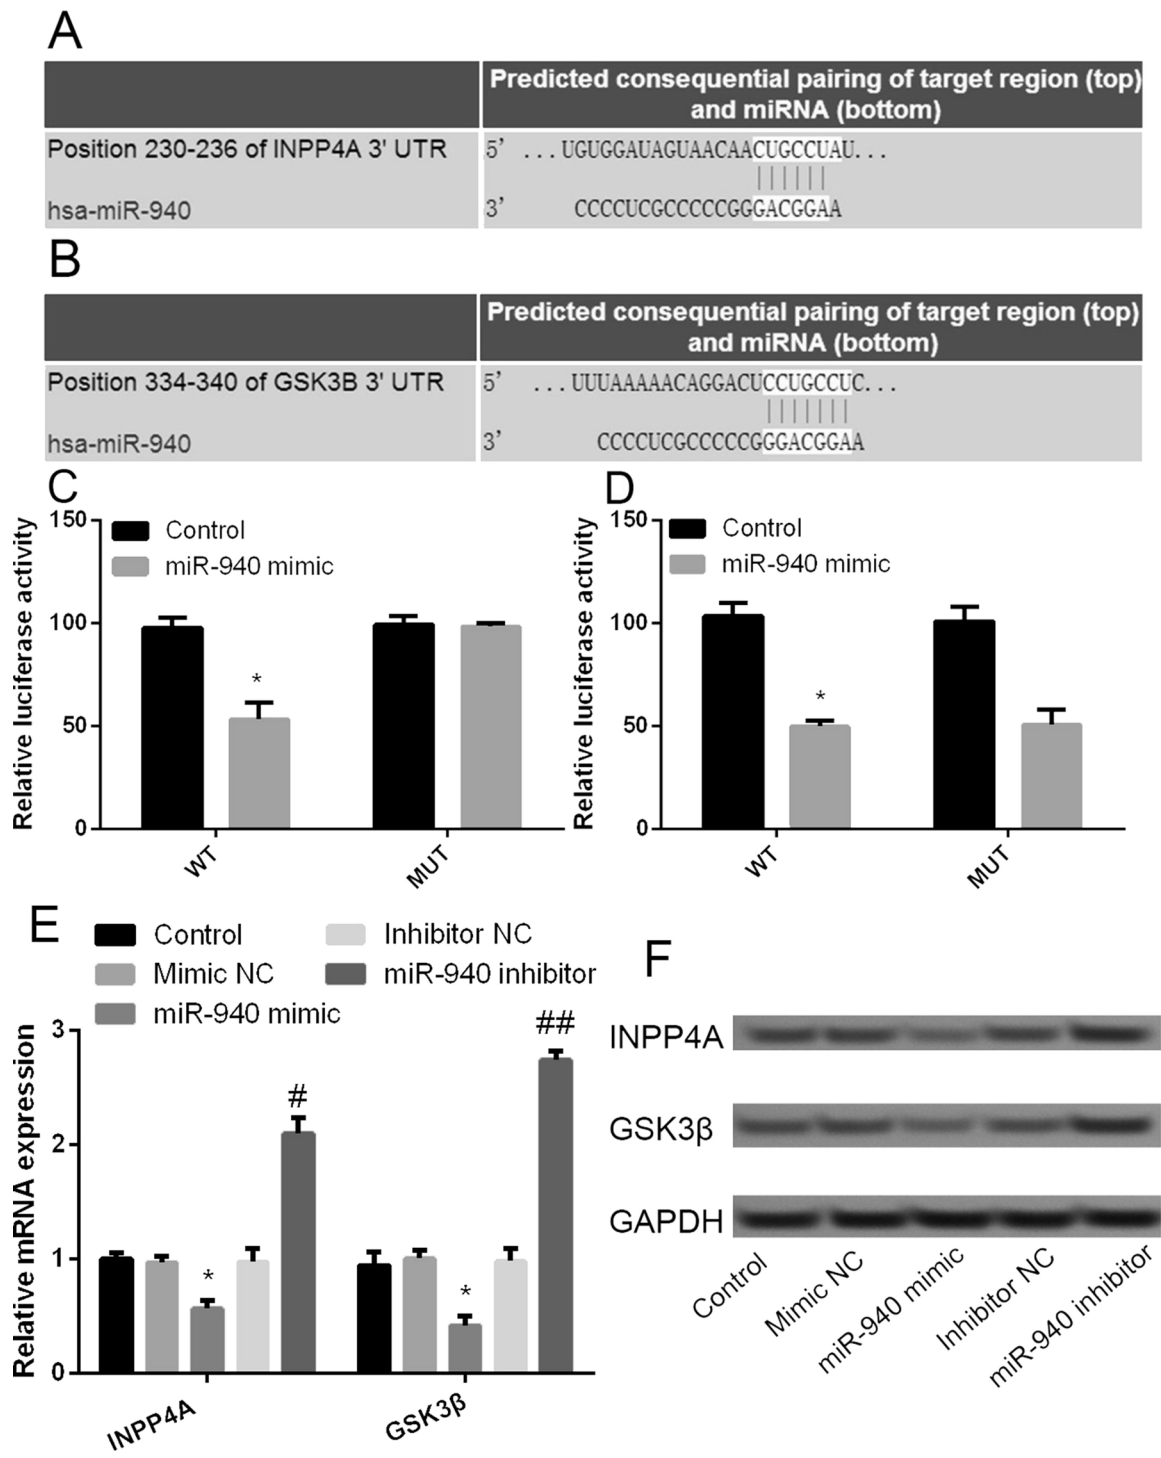 A
Predicted consequential pairing of target region (top)
and miRNA (bottom)
Position 230-236 of INPP4A 3' UTR
5' ...UGUGGAUAGUAACAACUGCCUAU...
hsa-miR-940
3' CCCCUCGCCCCCGGGACGGAA
B
Predicted consequential pairing of target region (top)
and miRNA (bottom)
Position 334-340 of GSK3B 3' UTR
5' ...UUUAAAAACAGGACUCCUGCCUC...
hsa-miR-940
3' CCCCUCGCCCCCGGGACGGAA
C
Relative luciferase activity
150
100
50
0
Control
miR-940 mimic
*
WT
MUT
D
Relative luciferase activity
150
100
50
0
Control
miR-940 mimic
*
WT
MUT
E
Control
Mimic NC
miR-940 mimic
Inhibitor NC
miR-940 inhibitor
Relative mRNA expression
3
2
1
0
*
#
*
##
INPP4A
GSK3β
F
INPP4A
GSK3β
GAPDH
Control
Mimic NC
miR-940 mimic
Inhibitor NC
miR-940 inhibitor